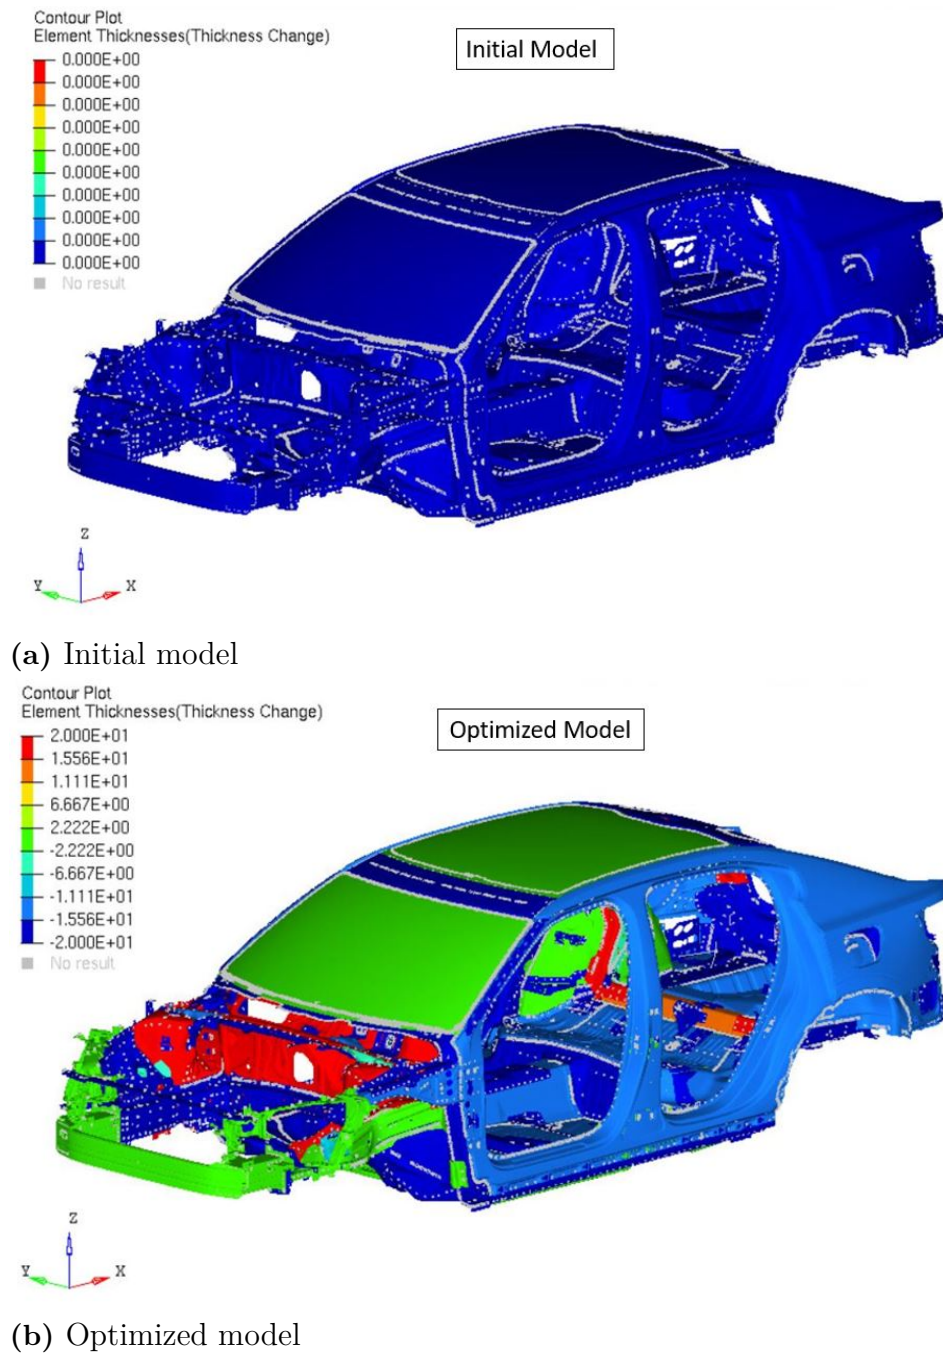 Contour Plot
Element Thicknesses(Thickness Change)
Initial Model
0.000E+00
0.000E+00
0.000E+00
0.000E+00
0.000E+00
0.000E+00
0.000E+00
0.000E+00
0.000E+00
0.000E+00
No result
Z
Y
X
(a) Initial model
Contour Plot
Element Thicknesses(Thickness Change)
Optimized Model
2.000E+01
1.556E+01
1.111E+01
6.667E+00
2.222E+00
-2.222E+00
-6.667E+00
-1.111E+01
-1.556E+01
-2.000E+01
No result
Z
Y
X
(b) Optimized model